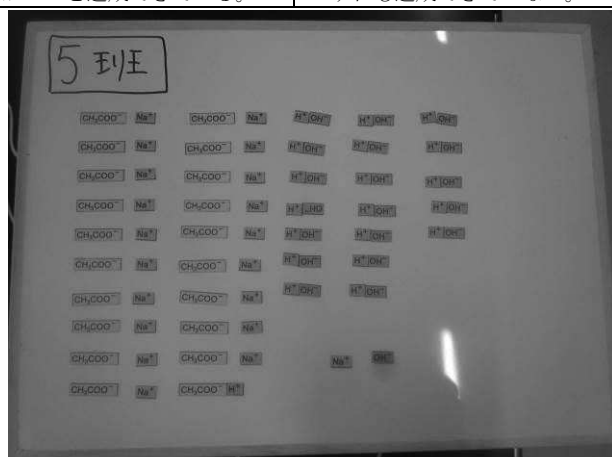 5班
CH₃COO⁻ Na⁺ CH₃COO⁻ Na⁺ H⁺ OH⁻ H⁺ OH⁻ H⁺ OH⁻
CH₃COO⁻ Na⁺ CH₃COO⁻ Na⁺ H⁺ OH⁻ H⁺ OH⁻ H⁺ OH⁻
CH₃COO⁻ Na⁺ CH₃COO⁻ Na⁺ H⁺ OH⁻ H⁺ OH⁻ H⁺ OH⁻
CH₃COO⁻ Na⁺ CH₃COO⁻ Na⁺ H⁺ OH⁻ H⁺ OH⁻ H⁺ OH⁻
CH₃COO⁻ Na⁺ CH₃COO⁻ Na⁺ H⁺ OH⁻ H⁺ OH⁻ H⁺ OH⁻
CH₃COO⁻ Na⁺ CH₃COO⁻ Na⁺ H⁺ OH⁻ H⁺ OH⁻
CH₃COO⁻ Na⁺ CH₃COO⁻ Na⁺ H⁺ OH⁻ H⁺ OH⁻
CH₃COO⁻ Na⁺ CH₃COO⁻ Na⁺
CH₃COO⁻ Na⁺ CH₃COO⁻ Na⁺ Na⁺ OH⁻
CH₃COO⁻ Na⁺ CH₃COO⁻ H⁺